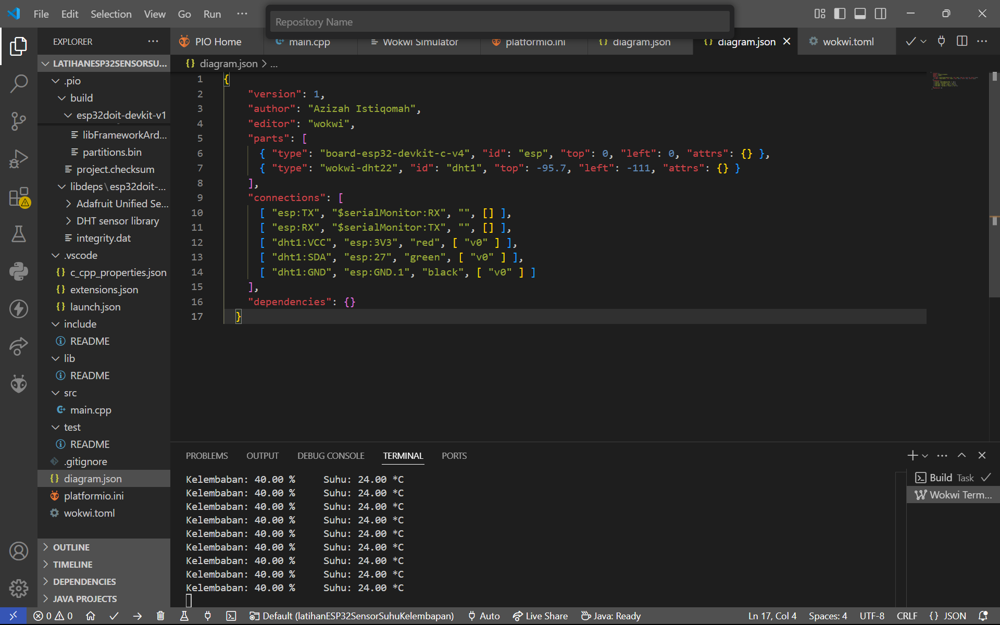 File Edit Selection View Go Run ···
Repository Name
EXPLORER
PIO Home
main.cpp
Wokwi Simulator
platformio.ini
{} diagram.json
{} diagram.json
wokwi.toml
LATIHANESP32SENSORSU...
.pio
build
esp32doit-devkit-v1
libFrameworkArd...
partitions.bin
project.checksum
libdeps\esp32doit-...
Adafruit Unified Se...
DHT sensor library
integrity.dat
.vscode
{} c_cpp_properties.json
{} extensions.json
{} launch.json
include
README
lib
README
src
main.cpp
test
README
.gitignore
{} diagram.json
platformio.ini
wokwi.toml
OUTLINE
TIMELINE
DEPENDENCIES
JAVA PROJECTS
{} diagram.json > ...
1 {
2 "version": 1,
3 "author": "Azizah Istiqomah",
4 "editor": "wokwi",
5 "parts": [
6 { "type": "board-esp32-devkit-c-v4", "id": "esp", "top": 0, "left": 0, "attrs": {} },
7 { "type": "wokwi-dht22", "id": "dht1", "top": -95.7, "left": -111, "attrs": {} }
8 ],
9 "connections": [
10 [ "esp:TX", "$serialMonitor:RX", "", [] ],
11 [ "esp:RX", "$serialMonitor:TX", "", [] ],
12 [ "dht1:VCC", "esp:3V3", "red", [ "v0" ] ],
13 [ "dht1:SDA", "esp:27", "green", [ "v0" ] ],
14 [ "dht1:GND", "esp:GND.1", "black", [ "v0" ] ]
15 ],
16 "dependencies": {}
17 }
PROBLEMS OUTPUT DEBUG CONSOLE TERMINAL PORTS
Kelembaban: 40.00 % Suhu: 24.00 *C
Kelembaban: 40.00 % Suhu: 24.00 *C
Kelembaban: 40.00 % Suhu: 24.00 *C
Kelembaban: 40.00 % Suhu: 24.00 *C
Kelembaban: 40.00 % Suhu: 24.00 *C
Kelembaban: 40.00 % Suhu: 24.00 *C
Kelembaban: 40.00 % Suhu: 24.00 *C
Kelembaban: 40.00 % Suhu: 24.00 *C
Kelembaban: 40.00 % Suhu: 24.00 *C
Build Task
Wokwi Term...
0 0 Default (latihanESP32SensorSuhuKelembapan) Auto Live Share Java: Ready Ln 17, Col 4 Spaces: 4 UTF-8 CRLF {} JSON